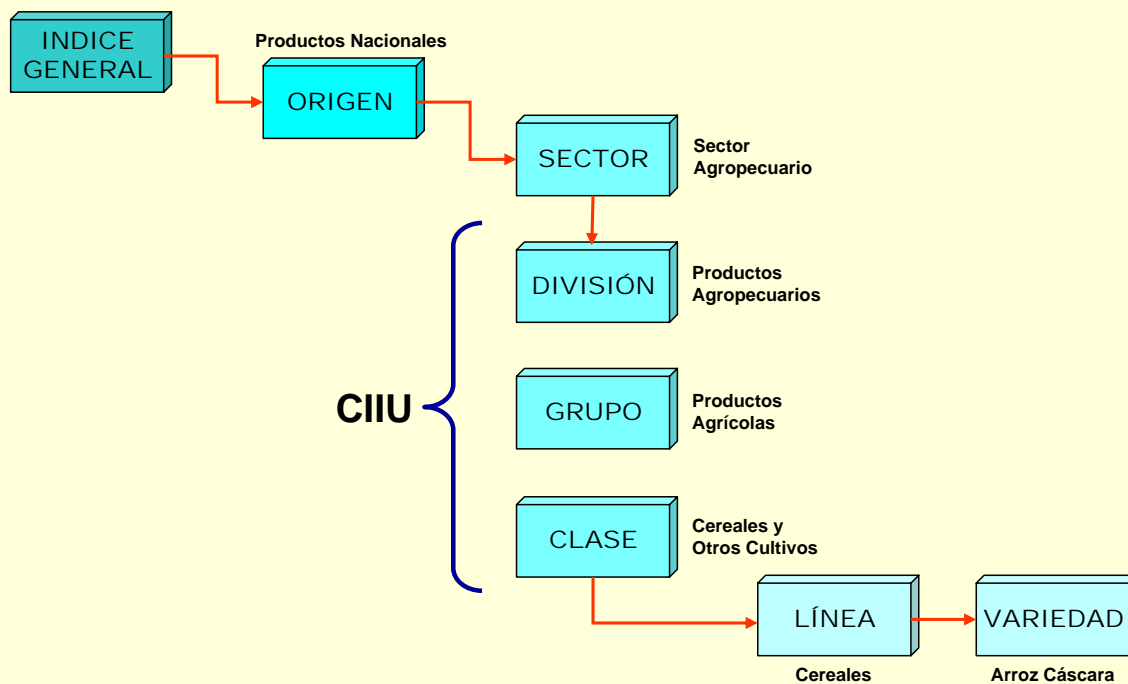 INDICE
GENERAL
Productos Nacionales
ORIGEN
SECTOR
Sector
Agropecuario
DIVISIÓN
Productos
Agropecuarios
CIIU
GRUPO
Productos
Agrícolas
CLASE
Cereales y
Otros Cultivos
LÍNEA
Cereales
VARIEDAD
Arroz Cáscara